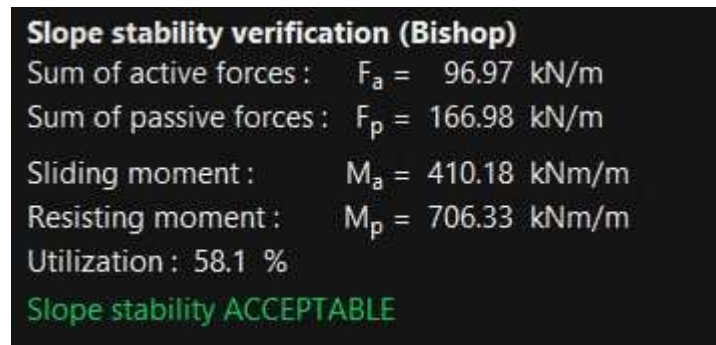 Slope stability verification (Bishop)
Sum of active forces : Fa = 96.97 kN/m
Sum of passive forces : Fp = 166.98 kN/m
Sliding moment : Ma = 410.18 kNm/m
Resisting moment : Mp = 706.33 kNm/m
Utilization : 58.1 %
Slope stability ACCEPTABLE